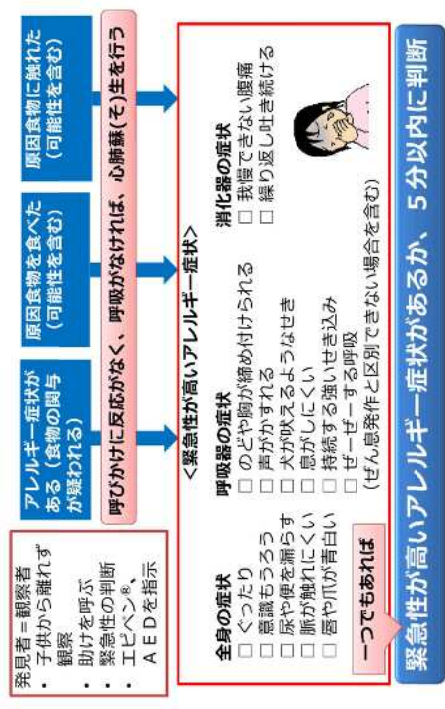 発見者＝観察者
・ 子供から離れず
観察
・ 助けを呼ぶ
・ 緊急性の判断
・ エピペン®、
ＡＥＤを指示
アレルギー症状が
ある（食物の関与
が疑われる）
原因食物を食べた
（可能性を含む）
原因食物に触れた
（可能性を含む）
呼びかけに反応がなく、呼吸がなければ、心肺蘇(そ)生を行う
＜緊急性が高いアレルギー症状＞
全身の症状
□ ぐったり
□ 意識もうろう
□ 尿や便を漏らす
□ 脈が触れにくい
□ 唇や爪が青白い
呼吸器の症状
□ のどや胸が締め付けられる
□ 声がかすれる
□ 犬が吠えるようなせき
□ 息がしにくい
□ 持続する強いせき込み
□ ぜーぜーする呼吸
（ぜん息発作と区別できない場合を含む）
消化器の症状
□ 我慢できない腹痛
□ 繰り返し吐き続ける
一つでもあれば
緊急性が高いアレルギー症状があるか、５分以内に判断